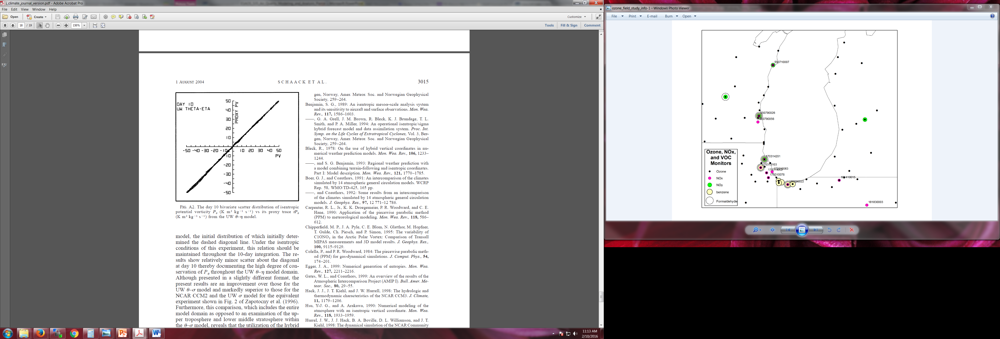 j_climate_journal_version.pdf - Adobe Acrobat Pro
File Edit View Window Help
Open Create Customize
18 / 19 150% Tools Fill & Sign Comment
1 AUGUST 2004 SCHAACK ET AL. 3015
DAY 10
UW THETA-ETA
PROXY PV
50
40
30
20
10
-50 -40 -30 -20 -10 10 20 30 40 50
PV
-10
-20
-30
-40
-50
FIG. A2. The day 10 bivariate scatter distribution of isentropic
potential vorticity Pθ (K m² kg⁻¹ s⁻¹) vs its proxy trace tPθ
(K m² kg⁻¹ s⁻¹) from the UW θ–η model.
model, the initial distribution of which initially deter-
mined the dashed diagonal line. Under the isentropic
conditions of this experiment, this relation should be
maintained throughout the 10-day integration. The re-
sults show relatively minor scatter about the diagonal
at day 10 thereby documenting the high degree of con-
servation of Pθ throughout the UW θ–η model domain.
Although presented in a slightly different format, the
present results are an improvement over those for the
UW θ–σ model and markedly superior to those for the
NCAR CCM2 and the UW σ model for the equivalent
experiment shown in Fig. 2 of Zapotocny et al. (1996).
Furthermore, this comparison, which includes the entire
model domain as opposed to an examination of the up-
per troposphere and lower middle stratosphere within
the θ–σ model, reveals that the utilization of the hybrid
gen, Norway, Amer. Meteor. Soc. and Norwegian Geophysical
Society, 259–264.
Benjamin, S. G., 1989: An isentropic mesoα-scale analysis system
and its sensitivity to aircraft and surface observations. Mon. Wea.
Rev., 117, 1586–1603.
——, G. A. Grell, J. M. Brown, R. Bleck, K. J. Brundage, T. L.
Smith, and P. A. Miller, 1994: An operational isentropic/sigma
hybrid forecast model and data assimilation system. Proc. Int.
Symp. on the Life Cycles of Extratropical Cyclones, Vol. 3, Ber-
gen, Norway, Amer. Meteor. Soc. and Norwegian Geophysical
Society, 259–264.
Bleck, R., 1978: On the use of hybrid vertical coordinates in nu-
merical weather prediction models. Mon. Wea. Rev., 106, 1233–
1244.
——, and S. G. Benjamin, 1993: Regional weather prediction with
a model combining terrain-following and isentropic coordinates.
Part I: Model description. Mon. Wea. Rev., 121, 1770–1785.
Boer, G. J., and Coauthors, 1991: An intercomparison of the climates
simulated by 14 atmospheric general circulation models. WCRP
Rep. 58, WMO/TD-425, 165 pp.
——, and Coauthors, 1992: Some results from an intercomparison
of the climates simulated by 14 atmospheric general circulation
models. J. Geophys. Res., 97, 12 771–12 786.
Carpenter, R. L., Jr., K. K. Droegemeier, P. R. Woodward, and C. E.
Hane, 1990: Application of the piecewise parabolic method
(PPM) to meteorological modeling. Mon. Wea. Rev., 118, 586–
612.
Chipperfield, M. P., J. A. Pyle, C. E. Blom, N. Glatthor, M. Hopfner,
T. Gulde, Ch. Piesch, and P. Simon, 1995: The variability of
C1ONO₂ in the Arctic Polar Vortex: Comparison of Transall
MIPAS measurements and 3D model results. J. Geophys. Res.,
100, 9115–9129.
Colella, P., and P. R. Woodward, 1984: The piecewise parabolic meth-
od (PPM) for gas-dynamical simulations. J. Comput. Phys., 54,
174–201.
Egger, J. A., 1999: Numerical generation of entropies. Mon. Wea.
Rev., 127, 2211–2216.
Gates, W. L., and Coauthors, 1999: An overview of the results of the
Atmospheric Intercomparison Project (AMIP I). Bull. Amer. Me-
teor. Soc., 80, 29–55.
Hack, J. J., J. T. Kiehl, and J. W. Hurrell, 1998: The hydrologic and
thermodynamic characteristics of the NCAR CCM3. J. Climate,
11, 1179–1206.
Hsu, Y-J. G., and A. Arakawa, 1990: Numerical modeling of the
atmosphere with an isentropic vertical coordinate. Mon. Wea.
Rev., 118, 1933–1959.
Hurrel, J. W., J. J. Hack, B. A. Boville, D. L. Williamson, and J. T.
Kiehl, 1998: The dynamical simulation of the NCAR Community
11:13 AM
2/10/2016
ozone_field_study_info-1 - Windows Photo Viewer
File Print E-mail Burn Open
550710007
550790026
550790056
170314201
170313103
170310063
170314002
170310076
180890022
181410015
181830003
Ozone, NOx,
and VOC
Monitors
Ozone
NOx
NOy
benzene
Formaldehyde